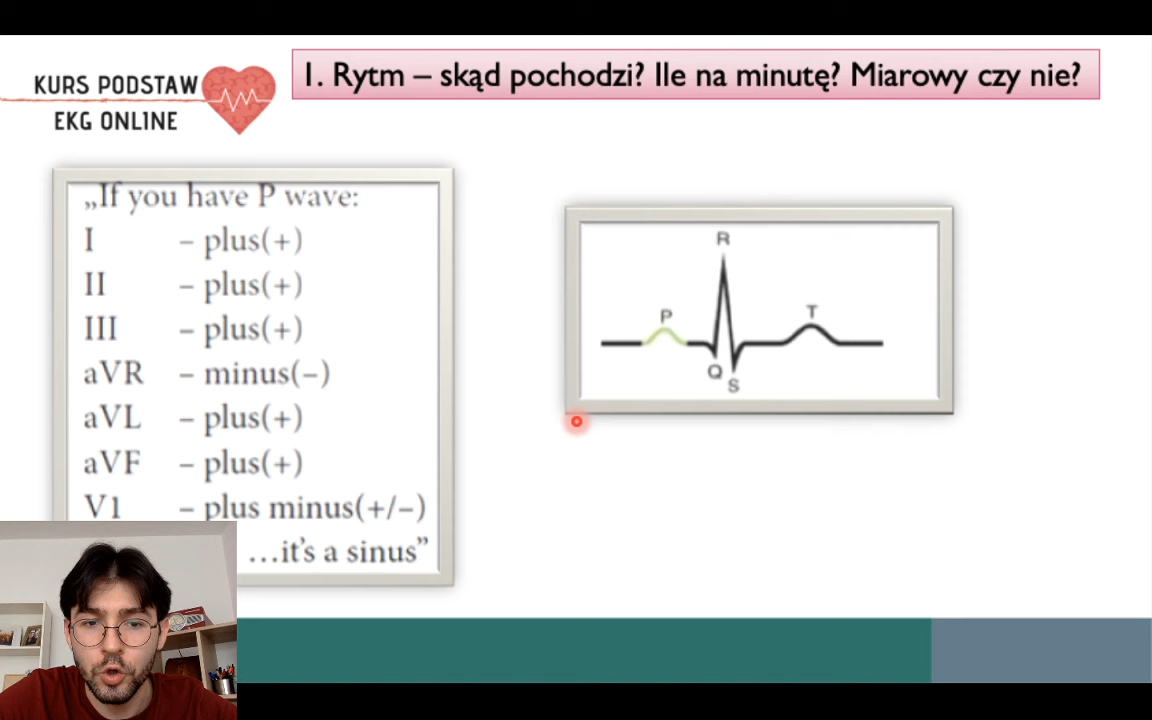 KURS PODSTAW
EKG ONLINE
1. Rytm – skąd pochodzi? Ile na minutę? Miarowy czy nie?
„If you have P wave:
I – plus(+)
II – plus(+)
III – plus(+)
aVR – minus(−)
aVL – plus(+)
aVF – plus(+)
V1 – plus minus(+/−)
…it's a sinus”
R
P
T
Q
S